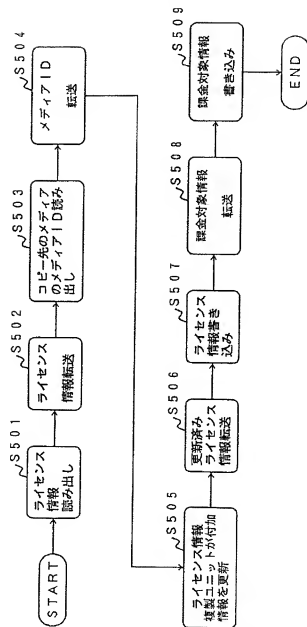 START
S501
ライセンス
情報
読み出し
S502
ライセンス
情報転送
S503
コピー先のメディア
のメディアID読み
出し
S504
メディアID
転送
S505
ライセンス情報
複製ユニットが付加
情報を更新
S506
更新済み
ライセンス
情報転送
S507
ライセンス
情報書き
込み
S508
課金対象情報
転送
S509
課金対象情報
書き込み
END